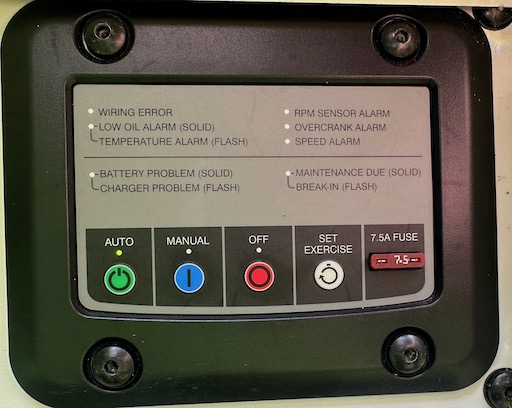 WIRING ERROR
LOW OIL ALARM (SOLID)
TEMPERATURE ALARM (FLASH)
RPM SENSOR ALARM
OVERCRANK ALARM
SPEED ALARM
BATTERY PROBLEM (SOLID)
CHARGER PROBLEM (FLASH)
MAINTENANCE DUE (SOLID)
BREAK-IN (FLASH)
AUTO
MANUAL
OFF
SET
EXERCISE
7.5A FUSE
7.5